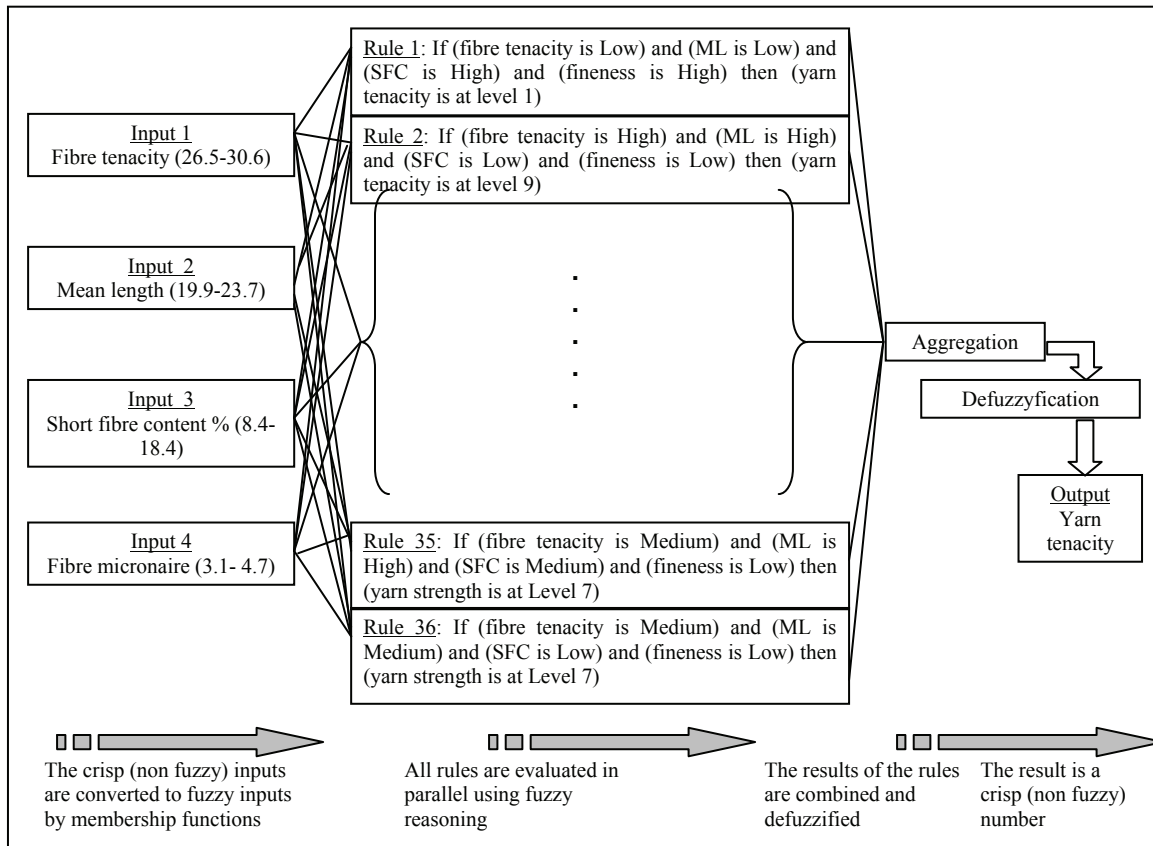 Input 1
Fibre tenacity (26.5-30.6)
Input 2
Mean length (19.9-23.7)
Input 3
Short fibre content % (8.4-
18.4)
Input 4
Fibre micronaire (3.1- 4.7)
Rule 1: If (fibre tenacity is Low) and (ML is Low) and
(SFC is High) and (fineness is High) then (yarn
tenacity is at level 1)
Rule 2: If (fibre tenacity is High) and (ML is High)
and (SFC is Low) and (fineness is Low) then (yarn
tenacity is at level 9)
.
.
.
.
.
Rule 35: If (fibre tenacity is Medium) and (ML is
High) and (SFC is Medium) and (fineness is Low) then
(yarn strength is at Level 7)
Rule 36: If (fibre tenacity is Medium) and (ML is
Medium) and (SFC is Low) and (fineness is Low) then
(yarn strength is at Level 7)
Aggregation
Defuzzyfication
Output
Yarn
tenacity
The crisp (non fuzzy) inputs
are converted to fuzzy inputs
by membership functions
All rules are evaluated in
parallel using fuzzy
reasoning
The results of the rules
are combined and
defuzzified
The result is a
crisp (non fuzzy)
number